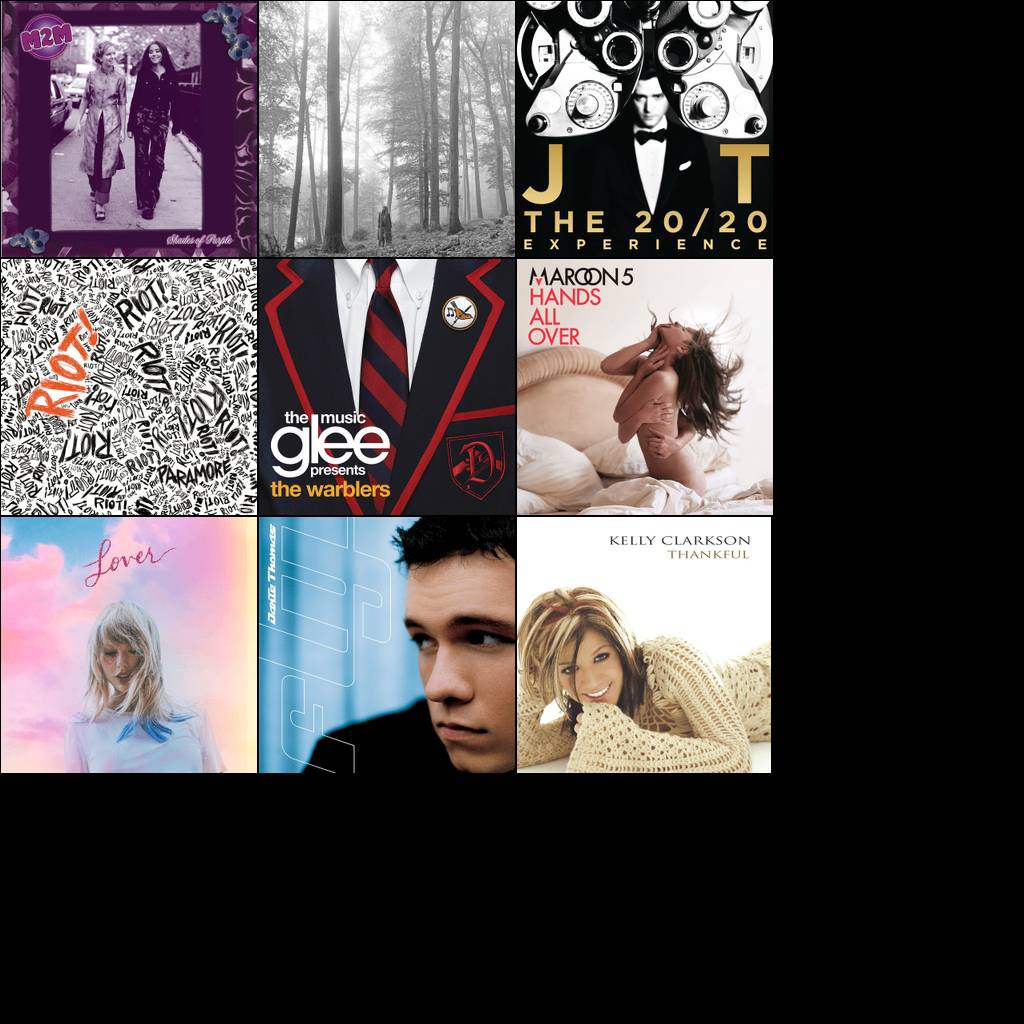 M2M
Shades of Purple
J T
THE 20/20
EXPERIENCE
RIOT!
RIOT!
RIOT!
RIOT!
RIOT!
RIOT!
PARAMORE
the music
glee
presents
the warblers
D
MAROON 5
HANDS
ALL
OVER
Lover
Dante Thomas
fly
KELLY CLARKSON
THANKFUL